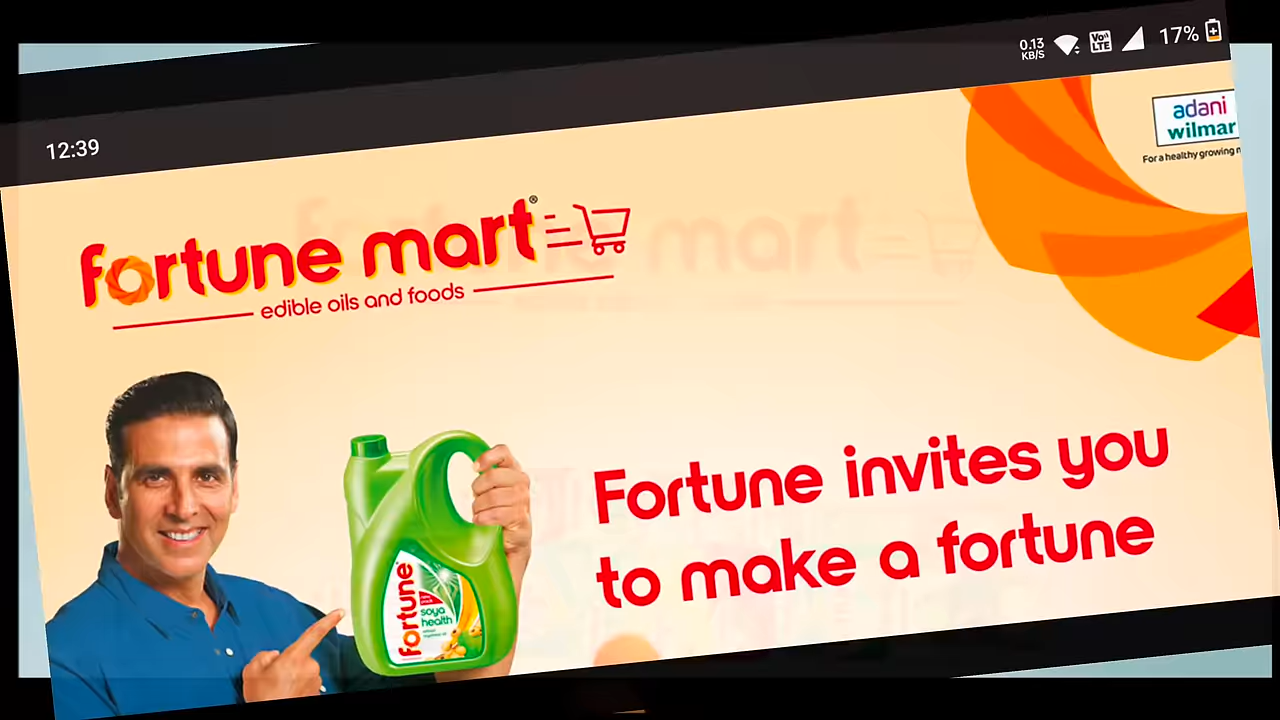 0.13
KB/S
Vo))
LTE
17%
12:39
adani
wilmar
For a healthy growing n
fortune mart®
edible oils and foods
Fortune invites you
to make a fortune
fortune
soya
health